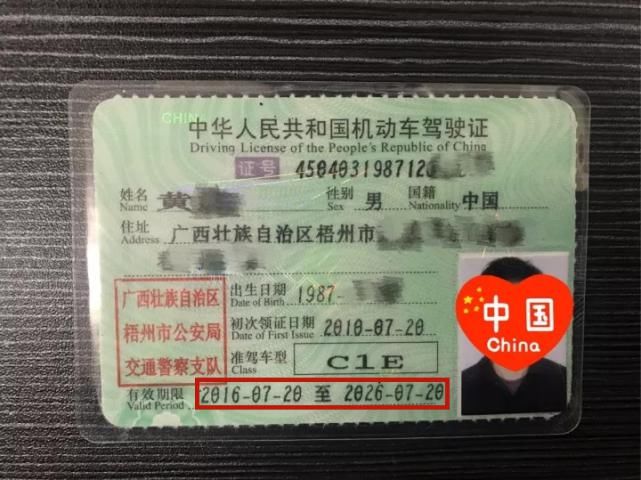 CHIN
中华人民共和国机动车驾驶证
Driving License of the People's Republic of China
证号 4504031987120
姓名 黄 性别 男 国籍 中国
Name Sex Nationality
住址 广西壮族自治区梧州市
Address
广西壮族自治区
梧州市公安局
交通警察支队
出生日期 1987-
Date of Birth
初次领证日期 2010-07-20
Date of First Issue
准驾车型 C1E
Class
有效期限 2016-07-20 至 2026-07-20
Valid Period
中国
China